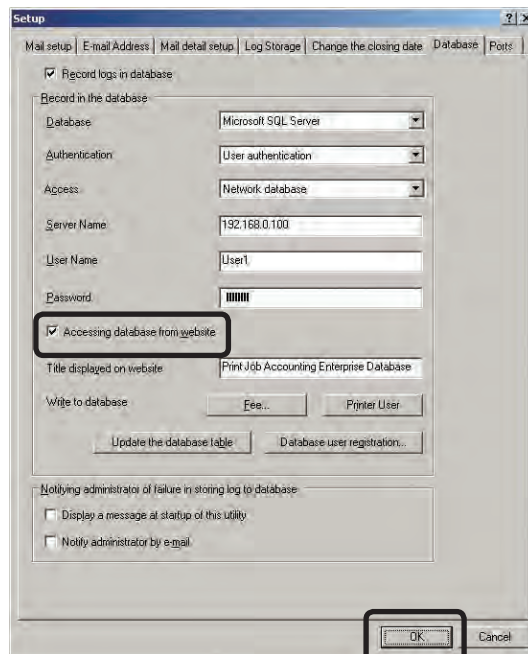 Setup
Mail setup E-mail Address Mail detail setup Log Storage Change the closing date Database Ports
Record logs in database
Record in the database
Database Microsoft SQL Server
Authentication User authentication
Access Network database
Server Name 192.168.0.100
User Name User1
Password
Accessing database from website
Title displayed on website Print Job Accounting Enterprise Database
Write to database Fee... Printer User
Update the database table Database user registration...
Notifying administrator of failure in storing log to database
Display a message at startup of this utility
Notify administrator by e-mail
OK Cancel